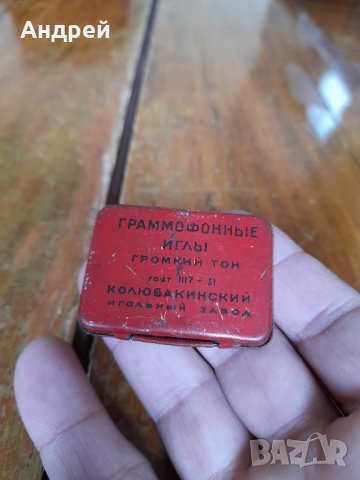 Андрей
ГРАММОФОННЫЕ
ИГЛЫ
ГРОМКИЙ ТОН
ГОСТ 1117-51
КОЛЮБАКИНСКИЙ
ИГОЛЬНЫЙ ЗАВОД
BAZAR